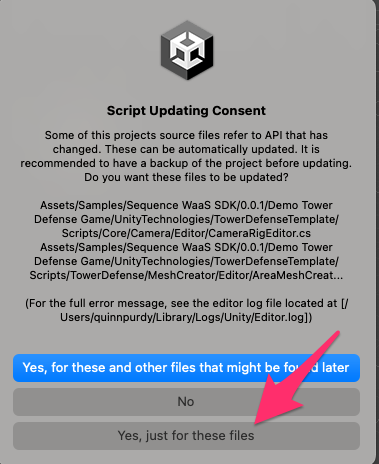 Script Updating Consent
Some of this projects source files refer to API that has
changed. These can be automatically updated. It is
recommended to have a backup of the project before updating.
Do you want these files to be updated?
Assets/Samples/Sequence WaaS SDK/0.0.1/Demo Tower
Defense Game/UnityTechnologies/TowerDefenseTemplate/
Scripts/Core/Camera/Editor/CameraRigEditor.cs
Assets/Samples/Sequence WaaS SDK/0.0.1/Demo Tower
Defense Game/UnityTechnologies/TowerDefenseTemplate/
Scripts/TowerDefense/MeshCreator/Editor/AreaMeshCreat...
(For the full error message, see the editor log file located at [/
Users/quinnpurdy/Library/Logs/Unity/Editor.log])
Yes, for these and other files that might be found later
No
Yes, just for these files